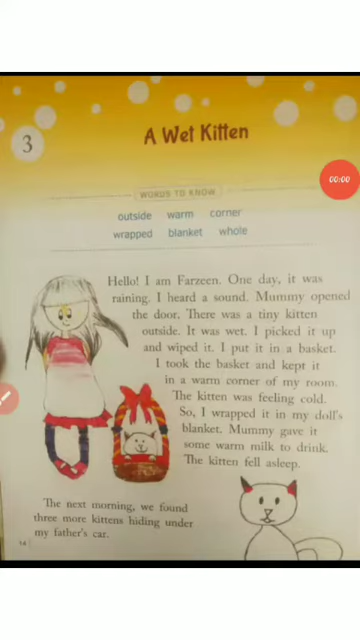 3
A Wet Kitten
00:00
WORDS TO KNOW
outside warm corner
wrapped blanket whole
Hello! I am Farzeen. One day, it was
raining. I heard a sound. Mummy opened
the door. There was a tiny kitten
outside. It was wet. I picked it up
and wiped it. I put it in a basket.
I took the basket and kept it
in a warm corner of my room.
The kitten was feeling cold.
So, I wrapped it in my doll's
blanket. Mummy gave it
some warm milk to drink.
The kitten fell asleep.
The next morning, we found
three more kittens hiding under
my father's car.
14